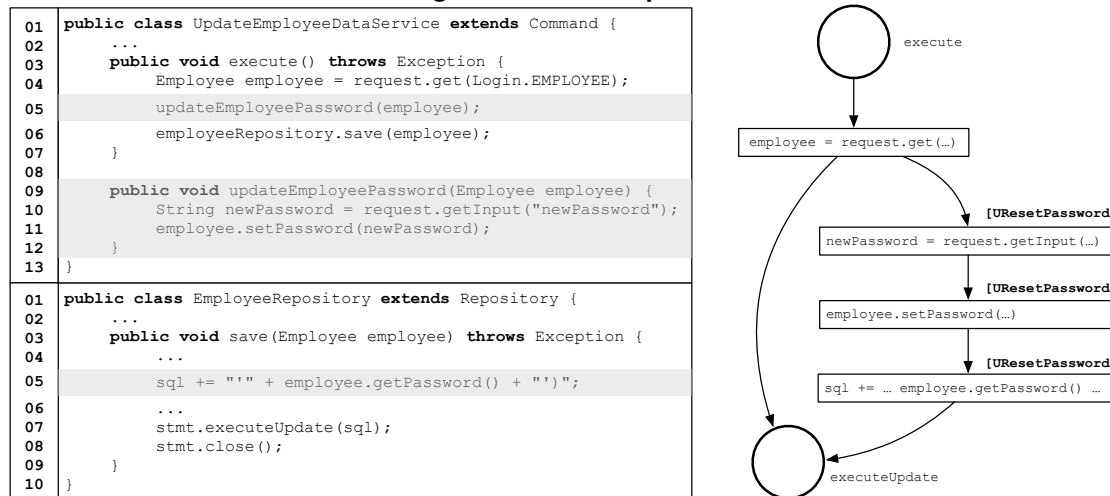 01 public class UpdateEmployeeDataService extends Command {
02 ...
03 public void execute() throws Exception {
04 Employee employee = request.get(Login.EMPLOYEE);
05 updateEmployeePassword(employee);
06 employeeRepository.save(employee);
07 }
08
09 public void updateEmployeePassword(Employee employee) {
10 String newPassword = request.getInput("newPassword");
11 employee.setPassword(newPassword);
12 }
13 }
01 public class EmployeeRepository extends Repository {
02 ...
03 public void save(Employee employee) throws Exception {
04 ...
05 sql += "'" + employee.getPassword() + "')";
06 ...
07 stmt.executeUpdate(sql);
08 stmt.close();
09 }
10 }
execute
employee = request.get(…)
[UResetPassword
newPassword = request.getInput(…)
[UResetPassword
employee.setPassword(…)
[UResetPassword
sql += … employee.getPassword() …
executeUpdate